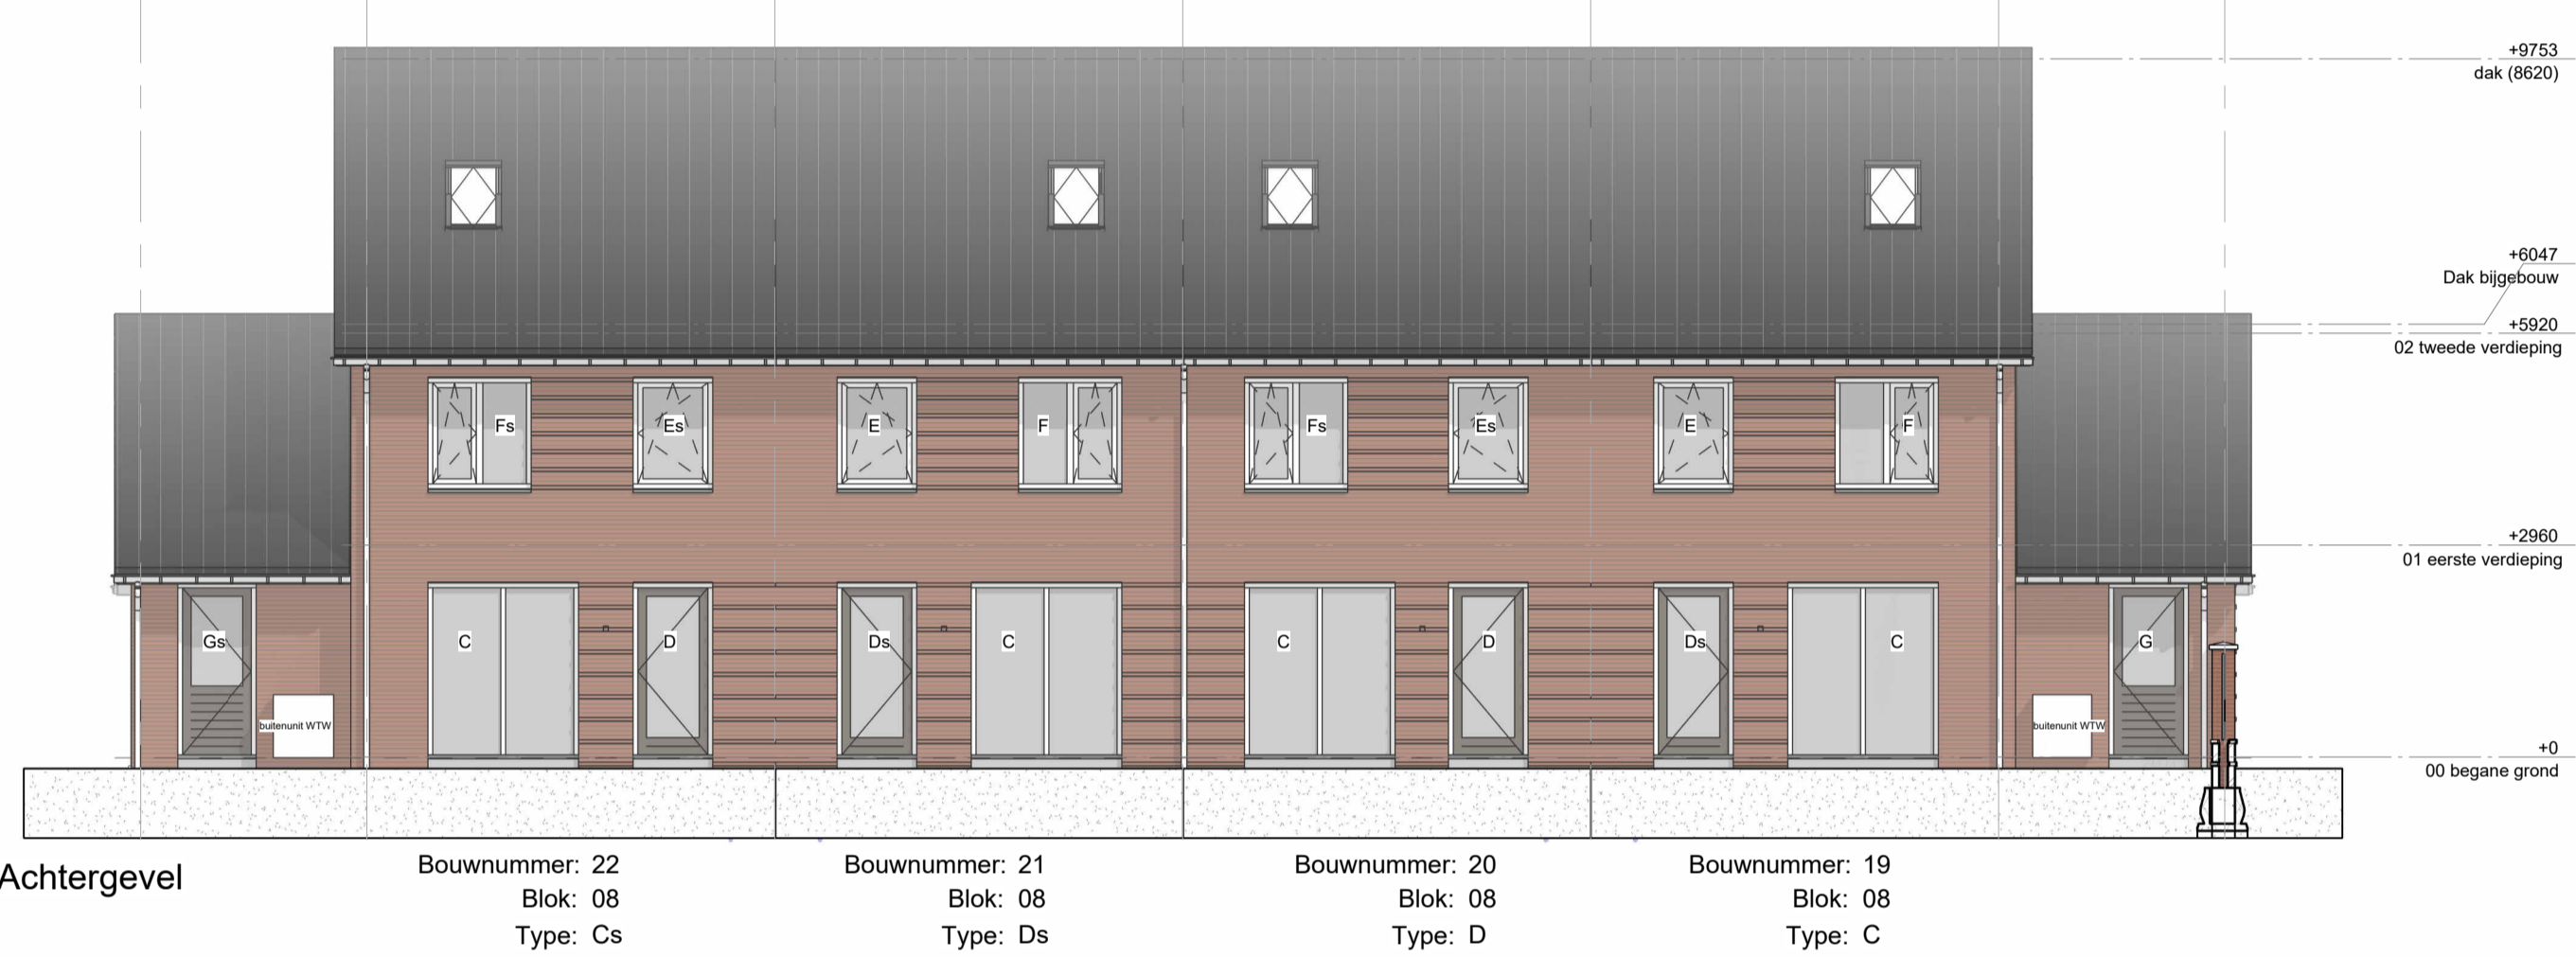 +9753
dak (8620)
+6047
Dak bijgebouw
+5920
02 tweede verdieping
Fs
Es
E
F
Fs
Es
E
F
+2960
01 eerste verdieping
Gs
C
D
Ds
C
C
D
Ds
C
G
buitenunit WTW
buitenunit WTW
+0
00 begane grond
Achtergevel
Bouwnummer: 22
Blok: 08
Type: Cs
Bouwnummer: 21
Blok: 08
Type: Ds
Bouwnummer: 20
Blok: 08
Type: D
Bouwnummer: 19
Blok: 08
Type: C